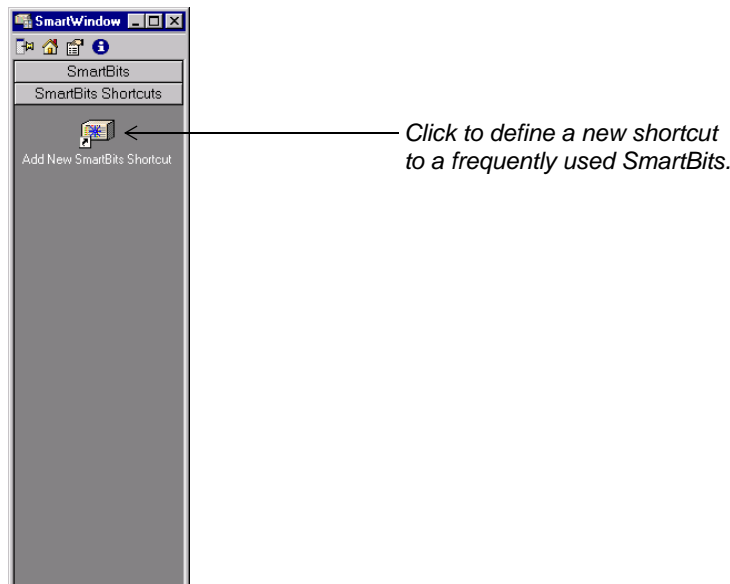 SmartWindow
SmartBits
SmartBits Shortcuts
Add New SmartBits Shortcut
Click to define a new shortcut
to a frequently used SmartBits.